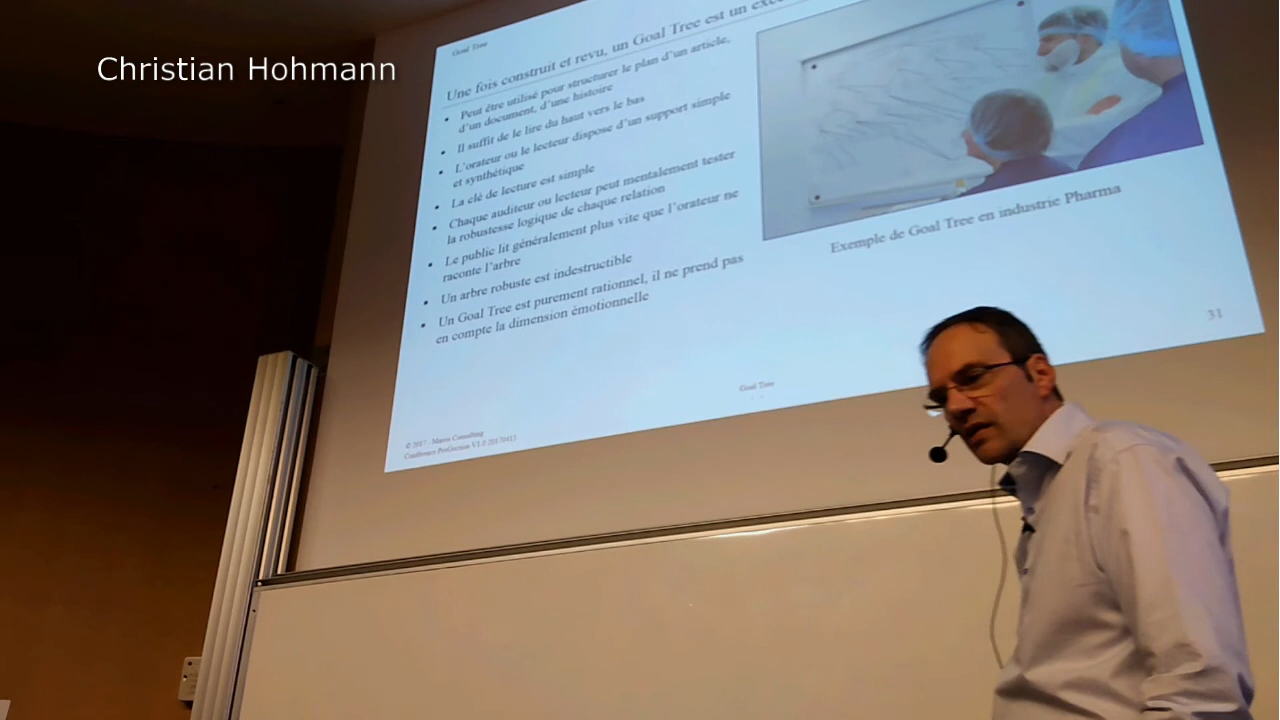 Christian Hohmann
Goal Tree
Une fois construit et revu, un Goal Tree est un
• Peut être utilisé pour structurer le plan d'un article,
d'un document, d'une histoire
• Il suffit de le lire du haut vers le bas
• L'orateur ou le lecteur dispose d'un support simple
et synthétique
• La clé de lecture est simple
• Chaque auditeur ou lecteur peut mentalement tester
la robustesse logique de chaque relation
• Le public lit généralement plus vite que l'orateur ne
raconte l'arbre
• Un arbre robuste est indestructible
• Un Goal Tree est purement rationnel, il ne prend pas
en compte la dimension émotionnelle
Exemple de Goal Tree en industrie Pharma
31
Goal Tree
© 2017 - Marris Consulting
Conférence ProGective V1.0 20170413